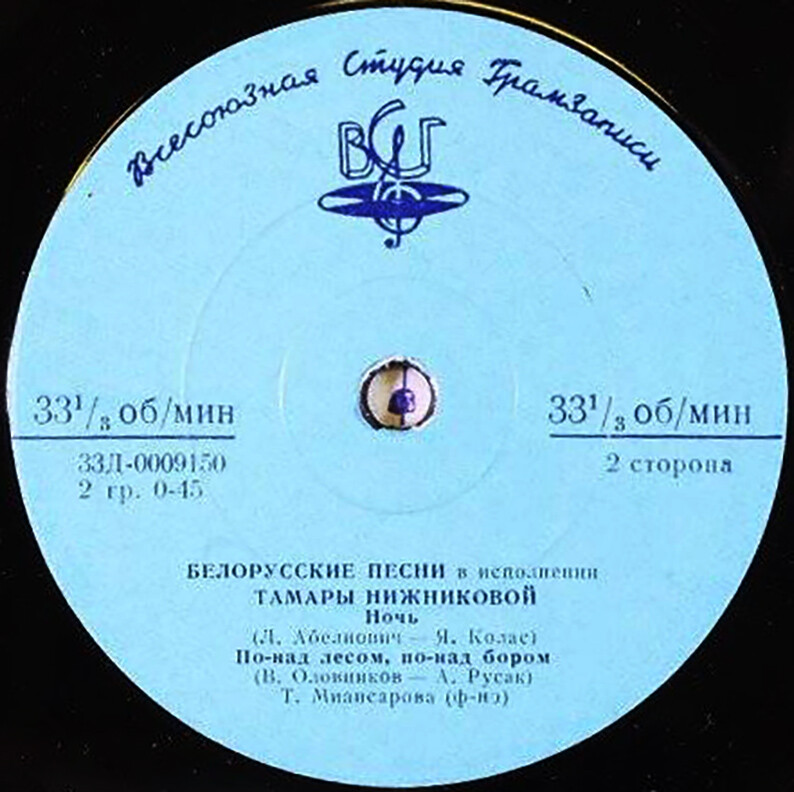 Всесоюзная Студия Грамзаписи
ВСГ
33¹/₃ об/мин
33¹/₃ об/мин
33Д-0009150
2 сторона
2 гр. 0-45
БЕЛОРУССКИЕ ПЕСНИ в исполнении
ТАМАРЫ НИЖНИКОВОЙ
Ночь
(Л. Абелиович — Я. Колас)
По-над лесом, по-над бором
(В. Оловников — А. Русак)
Т. Миансарова (ф-но)